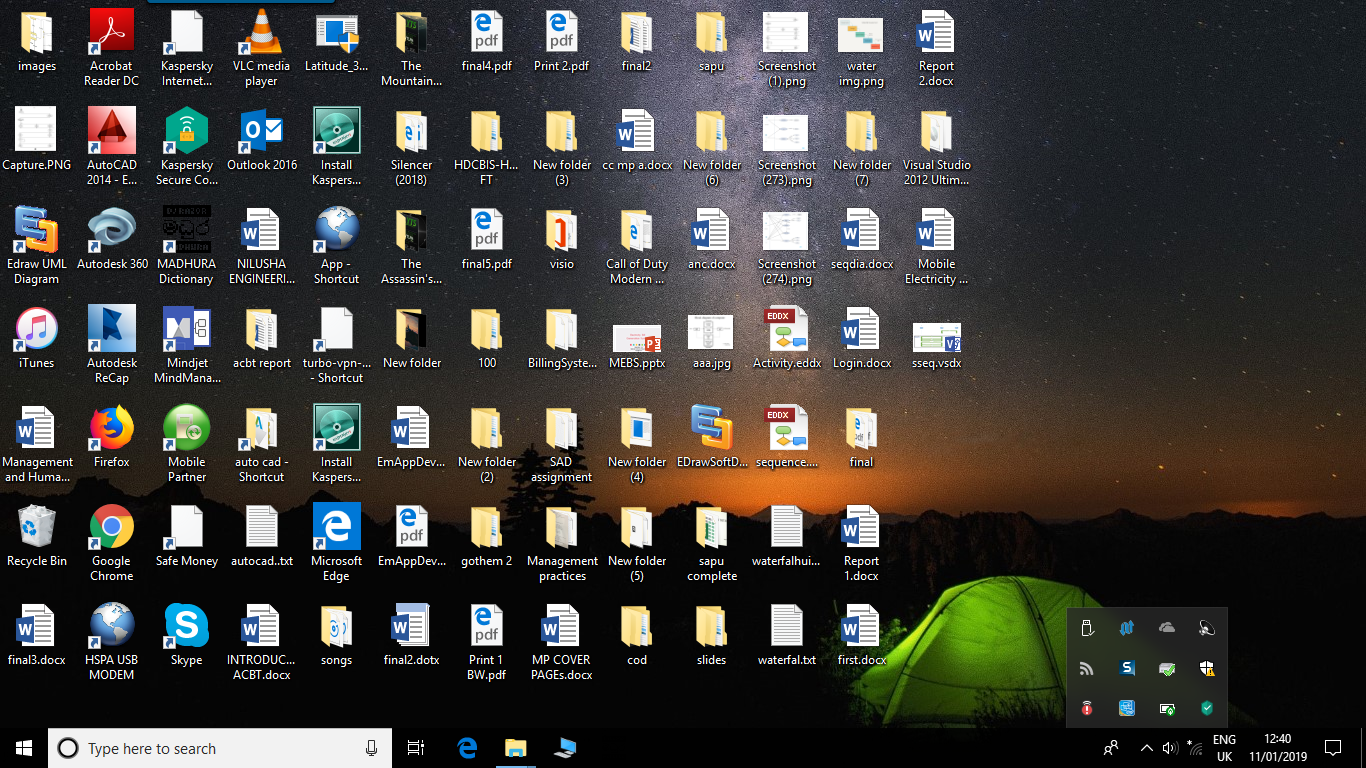 images
Acrobat
Reader DC
Kaspersky
Internet...
VLC media
player
Latitude_3...
The
Mountain...
final4.pdf
Print 2.pdf
final2
sapu
Screenshot
(1).png
water
img.png
Report
2.docx
Capture.PNG
AutoCAD
2014 - E...
Kaspersky
Secure Co...
Outlook 2016
Install
Kaspers...
Silencer
(2018)
HDCBIS-H...
FT
New folder
(3)
cc mp a.docx
New folder
(6)
Screenshot
(273).png
New folder
(7)
Visual Studio
2012 Ultim...
Edraw UML
Diagram
Autodesk 360
MADHURA
Dictionary
NILUSHA
ENGINEERI...
App -
Shortcut
The
Assassin's...
final5.pdf
visio
Call of Duty
Modern ...
anc.docx
Screenshot
(274).png
seqdia.docx
Mobile
Electricity ...
iTunes
Autodesk
ReCap
Mindjet
MindMana...
acbt report
turbo-vpn-...
- Shortcut
New folder
100
BillingSyste...
MEBS.pptx
aaa.jpg
Activity.eddx
Login.docx
sseq.vsdx
Management
and Huma...
Firefox
Mobile
Partner
auto cad -
Shortcut
Install
Kaspers...
EmAppDev...
New folder
(2)
SAD
assignment
New folder
(4)
EDrawSoftD...
sequence....
final
Recycle Bin
Google
Chrome
Safe Money
autocad..txt
Microsoft
Edge
EmAppDev...
gothem 2
Management
practices
New folder
(5)
sapu
complete
waterfalhui...
Report
1.docx
final3.docx
HSPA USB
MODEM
Skype
INTRODUC...
ACBT.docx
songs
final2.dotx
Print 1
BW.pdf
MP COVER
PAGEs.docx
cod
slides
waterfal.txt
first.docx
Type here to search
ENG
UK
12:40
11/01/2019